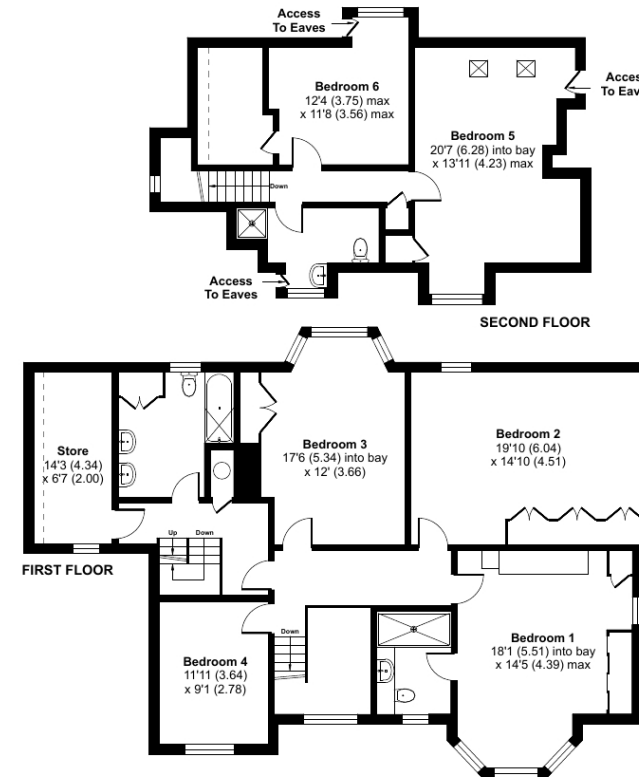 Access
To Eaves
Bedroom 6
12'4 (3.75) max
x 11'8 (3.56) max
Acces
To Eav
Bedroom 5
20'7 (6.28) into bay
x 13'11 (4.23) max
Down
Access
To Eaves
SECOND FLOOR
Store
14'3 (4.34)
x 6'7 (2.00)
Bedroom 3
17'6 (5.34) into bay
x 12' (3.66)
Bedroom 2
19'10 (6.04)
x 14'10 (4.51)
Up
Down
FIRST FLOOR
Bedroom 4
11'11 (3.64)
x 9'1 (2.78)
Down
Bedroom 1
18'1 (5.51) into bay
x 14'5 (4.39) max